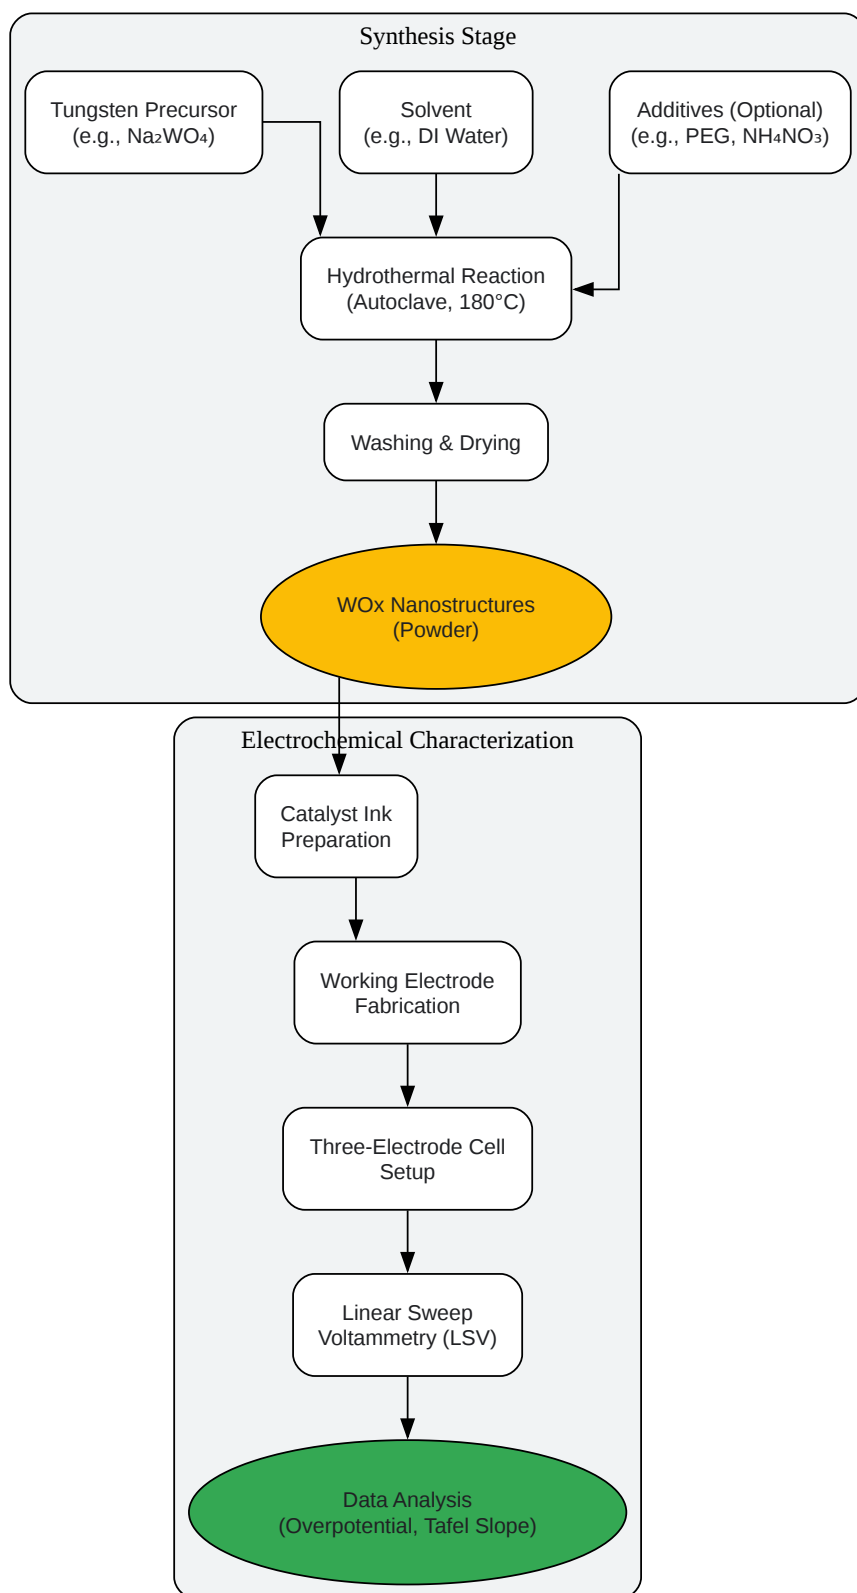 Synthesis Stage
Tungsten Precursor
(e.g., Na₂WO₄)
Solvent
(e.g., DI Water)
Additives (Optional)
(e.g., PEG, NH₄NO₃)
Hydrothermal Reaction
(Autoclave, 180°C)
Washing & Drying
WOx Nanostructures
(Powder)
Electrochemical Characterization
Catalyst Ink
Preparation
Working Electrode
Fabrication
Three-Electrode Cell
Setup
Linear Sweep
Voltammetry (LSV)
Data Analysis
(Overpotential, Tafel Slope)